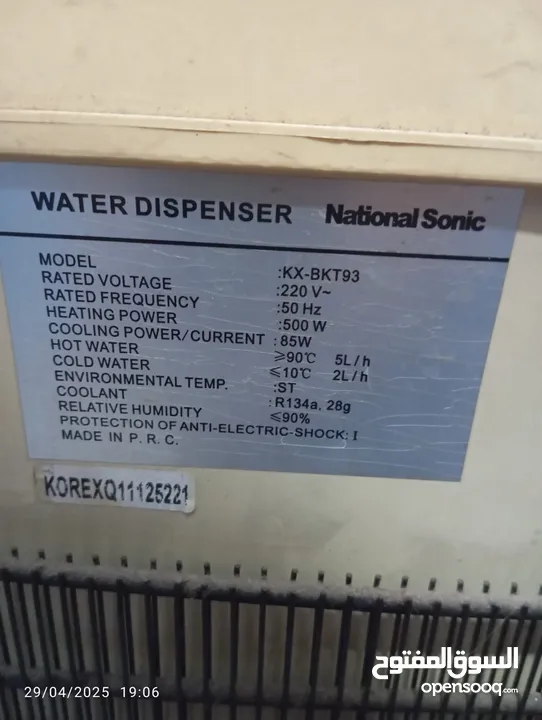 WATER DISPENSER National Sonic
MODEL :KX-BKT93
RATED VOLTAGE :220 V~
RATED FREQUENCY :50 Hz
HEATING POWER :500 W
COOLING POWER/CURRENT :85W
HOT WATER ≥90℃ 5L/h
COLD WATER ≤10℃ 2L/h
ENVIRONMENTAL TEMP. :ST
COOLANT :R134a, 28g
RELATIVE HUMIDITY ≤90%
PROTECTION OF ANTI-ELECTRIC-SHOCK: I
MADE IN P. R. C.
KOREXQ11125221
السوق المفتوح
opensooq.com
29/04/2025 19:06